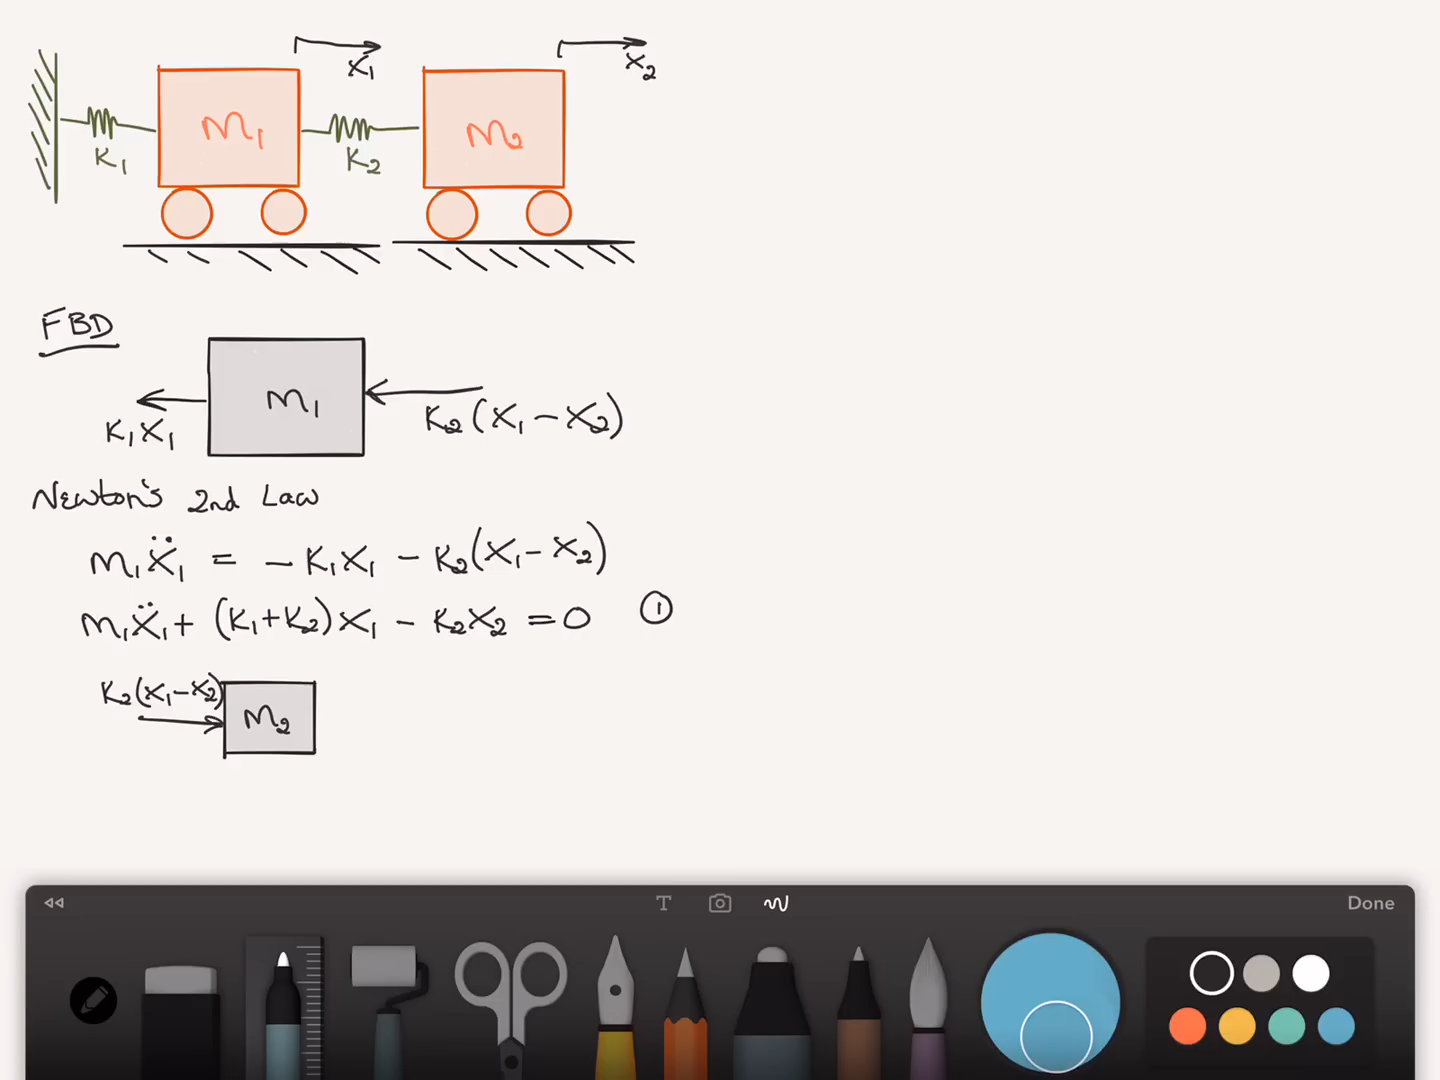 X₁
X₂
M₁
M₂
K₁
K₂
FBD
M₁
K₁X₁
K₂(X₁-X₂)
Newton's 2nd Law
M₁Ẍ₁ = -K₁X₁ - K₂(X₁-X₂)
M₁Ẍ₁+ (K₁+K₂)X₁ - K₂X₂ = 0 ①
K₂(X₁-X₂)
M₂
T
Done